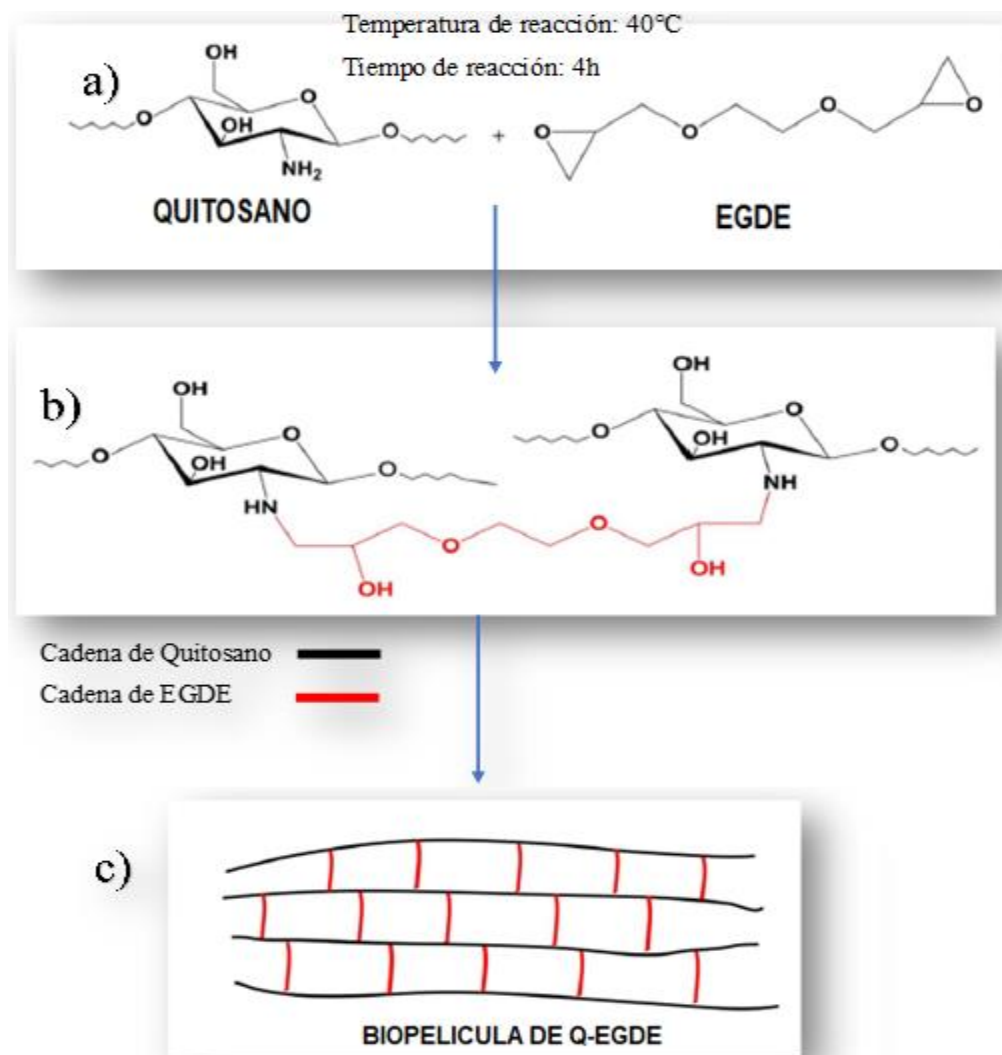 Temperatura de reacción: 40°C
Tiempo de reacción: 4h
a)
OH
O
OH
O
O
NH₂
+
O
O
O
O
QUITOSANO
EGDE
b)
OH
O
O
OH
O
HN
OH
O
O
OH
O
NH
O
O
OH
OH
Cadena de Quitosano
Cadena de EGDE
c)
BIOPELICULA DE Q-EGDE